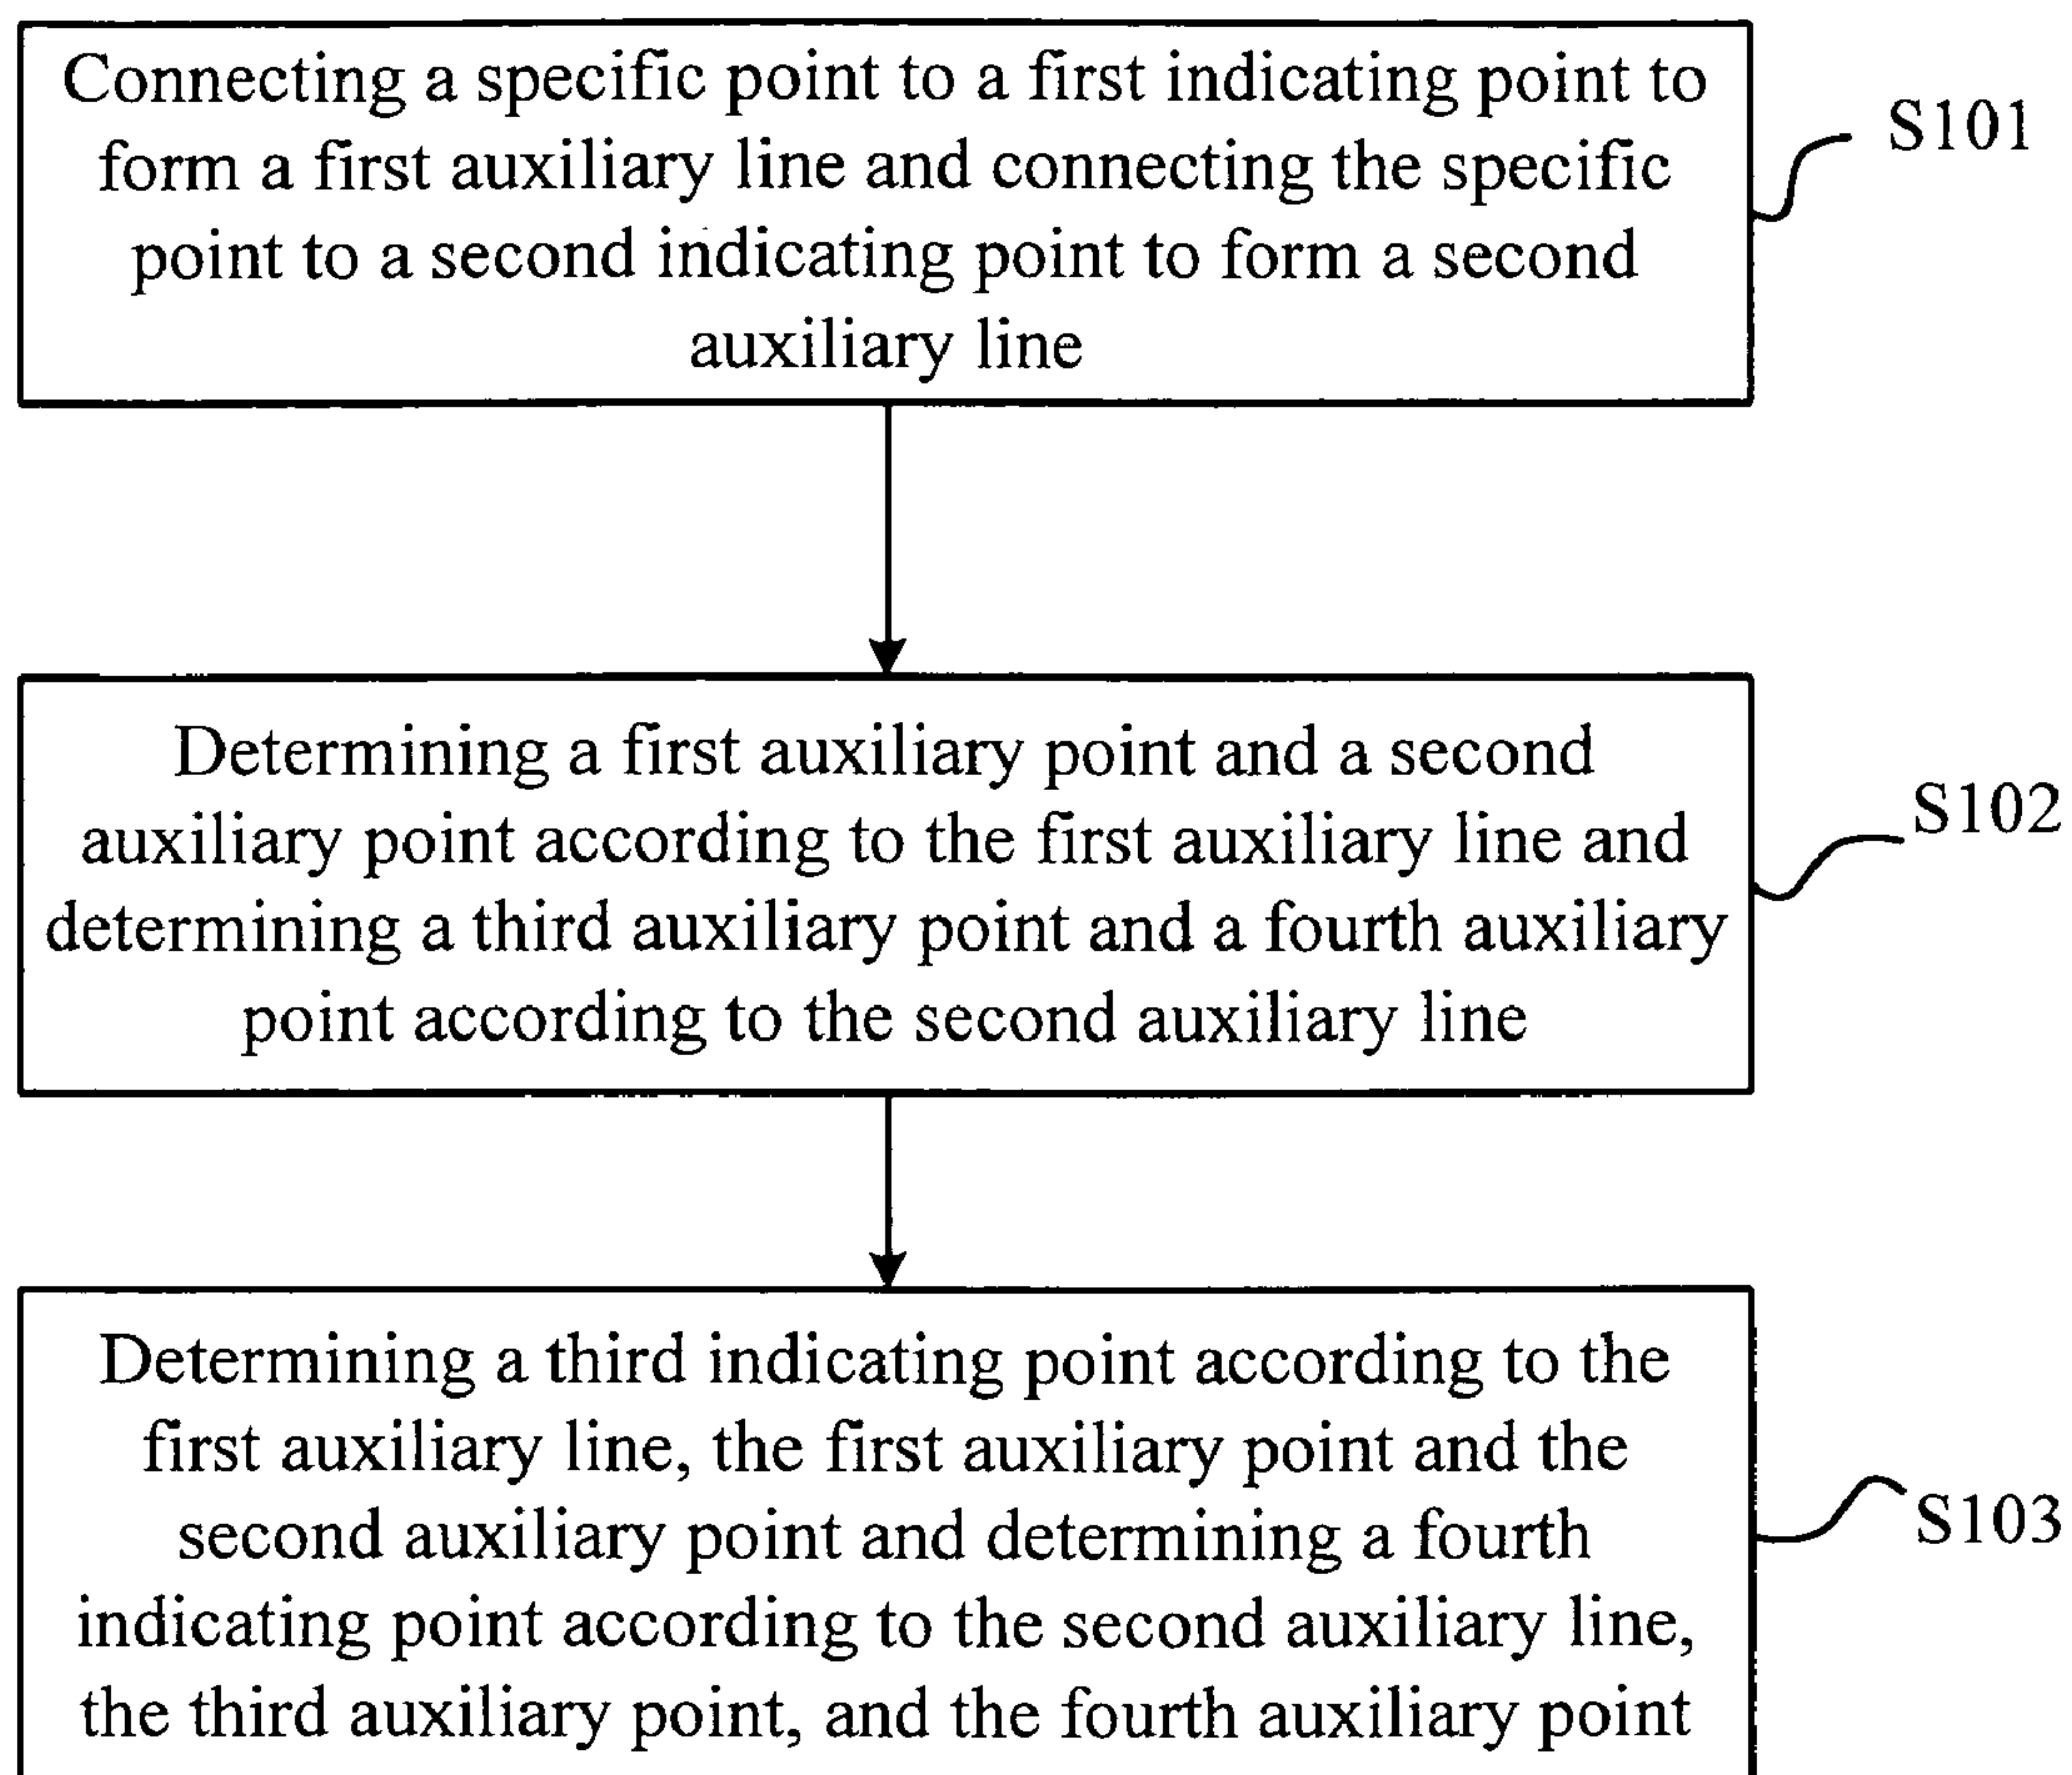 Connecting a specific point to a first indicating point to
form a first auxiliary line and connecting the specific
point to a second indicating point to form a second
auxiliary line
S101
Determining a first auxiliary point and a second
auxiliary point according to the first auxiliary line and
determining a third auxiliary point and a fourth auxiliary
point according to the second auxiliary line
S102
Determining a third indicating point according to the
first auxiliary line, the first auxiliary point and the
second auxiliary point and determining a fourth
indicating point according to the second auxiliary line,
the third auxiliary point, and the fourth auxiliary point
S103